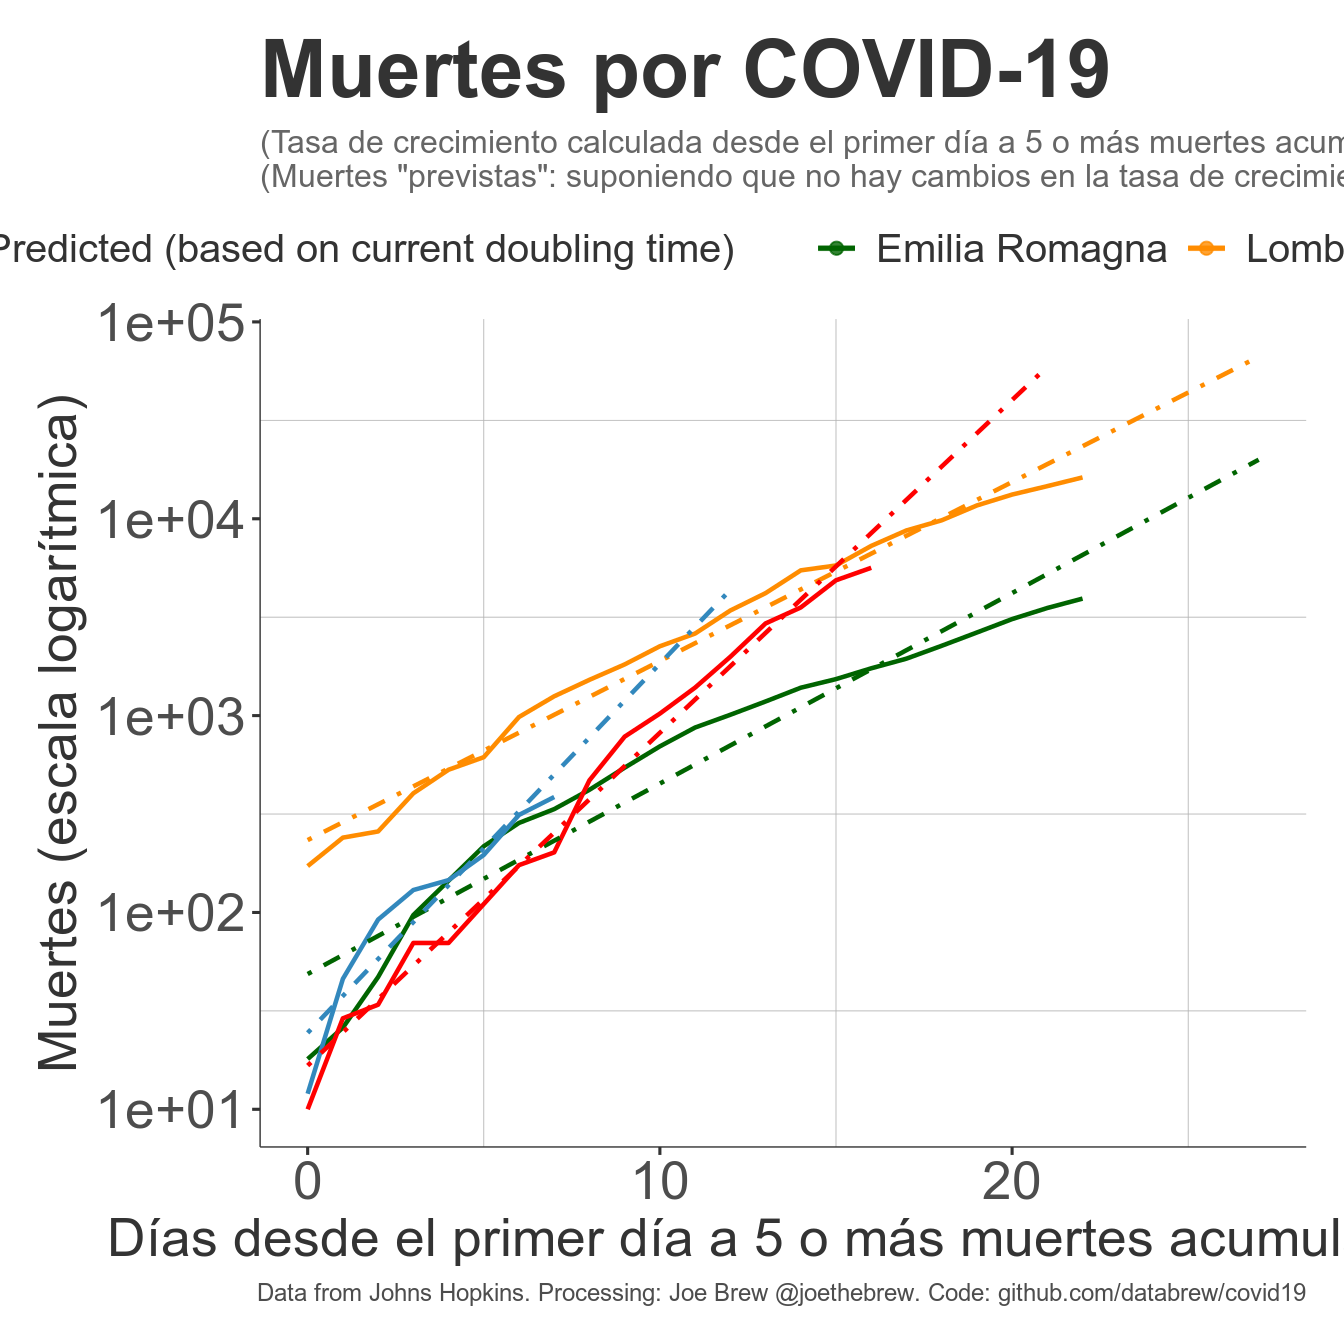 Muertes por COVID-19
(Tasa de crecimiento calculada desde el primer día a 5 o más muertes acum
(Muertes "previstas": suponiendo que no hay cambios en la tasa de crecimie
Predicted (based on current doubling time) Emilia Romagna Lomb
1e+05
1e+04
1e+03
1e+02
1e+01
Muertes (escala logarítmica)
0 10 20
Días desde el primer día a 5 o más muertes acumul
Data from Johns Hopkins. Processing: Joe Brew @joethebrew. Code: github.com/databrew/covid19